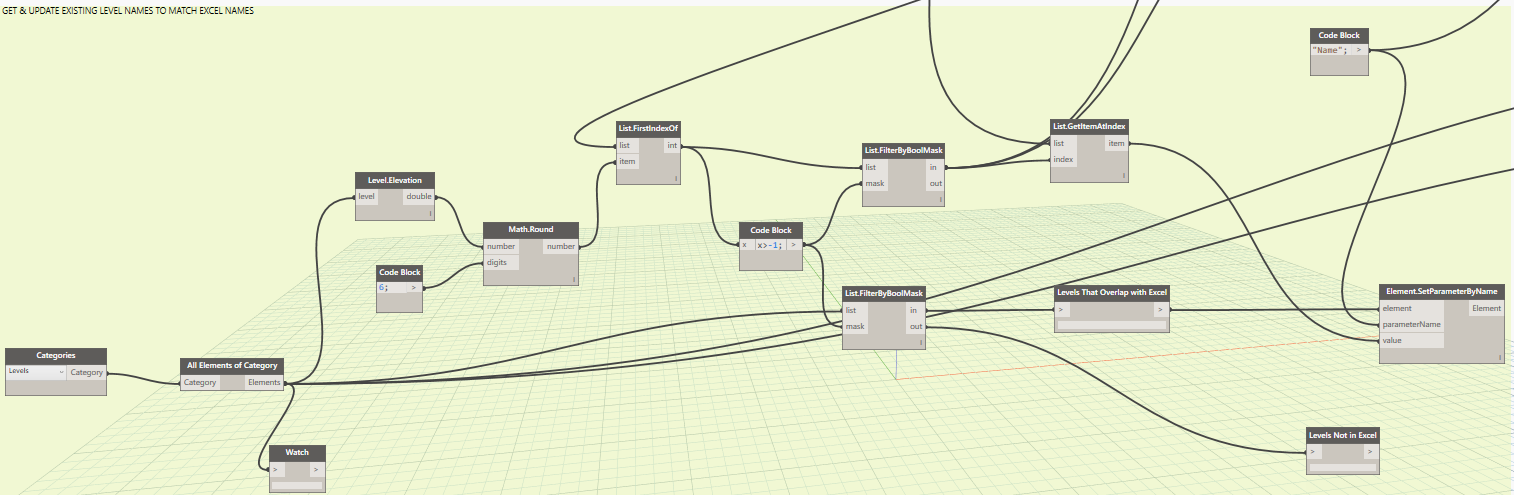 GET & UPDATE EXISTING LEVEL NAMES TO MATCH EXCEL NAMES
Code Block
"Name"; >
List.FirstIndexOf
list int
item
l
List.GetItemAtIndex
list item
index
l
List.FilterByBoolMask
list in
mask out
l
Level.Elevation
level double
l
Math.Round
number number
digits
l
Code Block
x x>-1; >
Code Block
6; >
List.FilterByBoolMask
list in
mask out
l
Levels That Overlap with Excel
> >
Element.SetParameterByName
element Element
parameterName
value
l
Categories
Levels Category
All Elements of Category
Category Elements
Watch
> >
Levels Not in Excel
> >